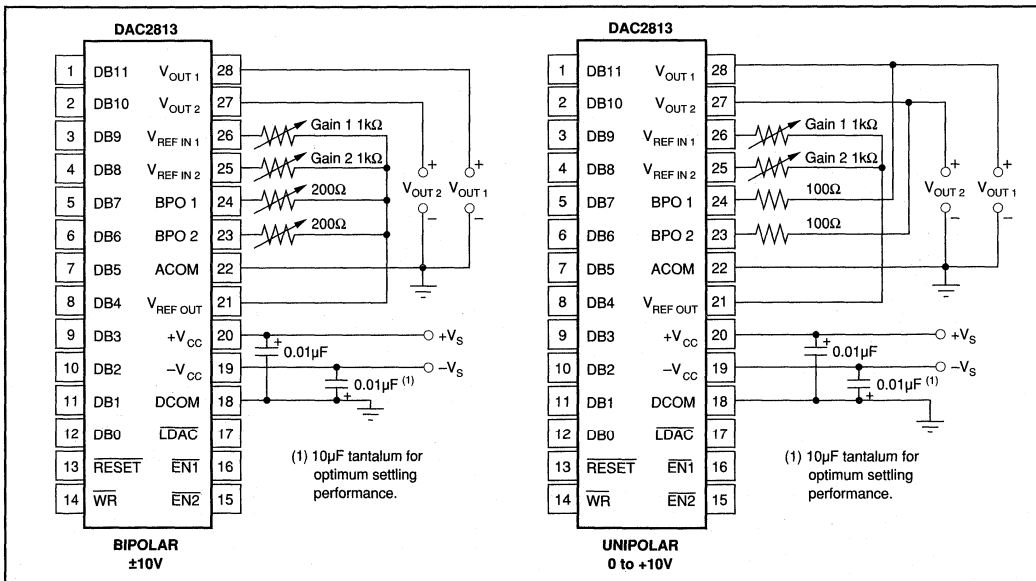 DAC2813
1 DB11 V_OUT 1 28
2 DB10 V_OUT 2 27
3 DB9 V_REF IN 1 26 Gain 1 1kΩ
4 DB8 V_REF IN 2 25 Gain 2 1kΩ
5 DB7 BPO 1 24 200Ω
6 DB6 BPO 2 23 200Ω
7 DB5 ACOM 22
8 DB4 V_REF OUT 21
9 DB3 +V_CC 20
10 DB2 –V_CC 19
11 DB1 DCOM 18
12 DB0 LDAC 17
13 RESET EN1 16
14 WR EN2 15
+ +
V_OUT 2 V_OUT 1
– –
+V_S
+ 0.01µF
–V_S
0.01µF (1)
+
(1) 10µF tantalum for
optimum settling
performance.
BIPOLAR
±10V
DAC2813
1 DB11 V_OUT 1 28
2 DB10 V_OUT 2 27
3 DB9 V_REF IN 1 26 Gain 1 1kΩ
4 DB8 V_REF IN 2 25 Gain 2 1kΩ
5 DB7 BPO 1 24 100Ω
6 DB6 BPO 2 23 100Ω
7 DB5 ACOM 22
8 DB4 V_REF OUT 21
9 DB3 +V_CC 20
10 DB2 –V_CC 19
11 DB1 DCOM 18
12 DB0 LDAC 17
13 RESET EN1 16
14 WR EN2 15
+ +
V_OUT 2 V_OUT 1
– –
+V_S
+ 0.01µF
–V_S
0.01µF (1)
+
(1) 10µF tantalum for
optimum settling
performance.
UNIPOLAR
0 to +10V